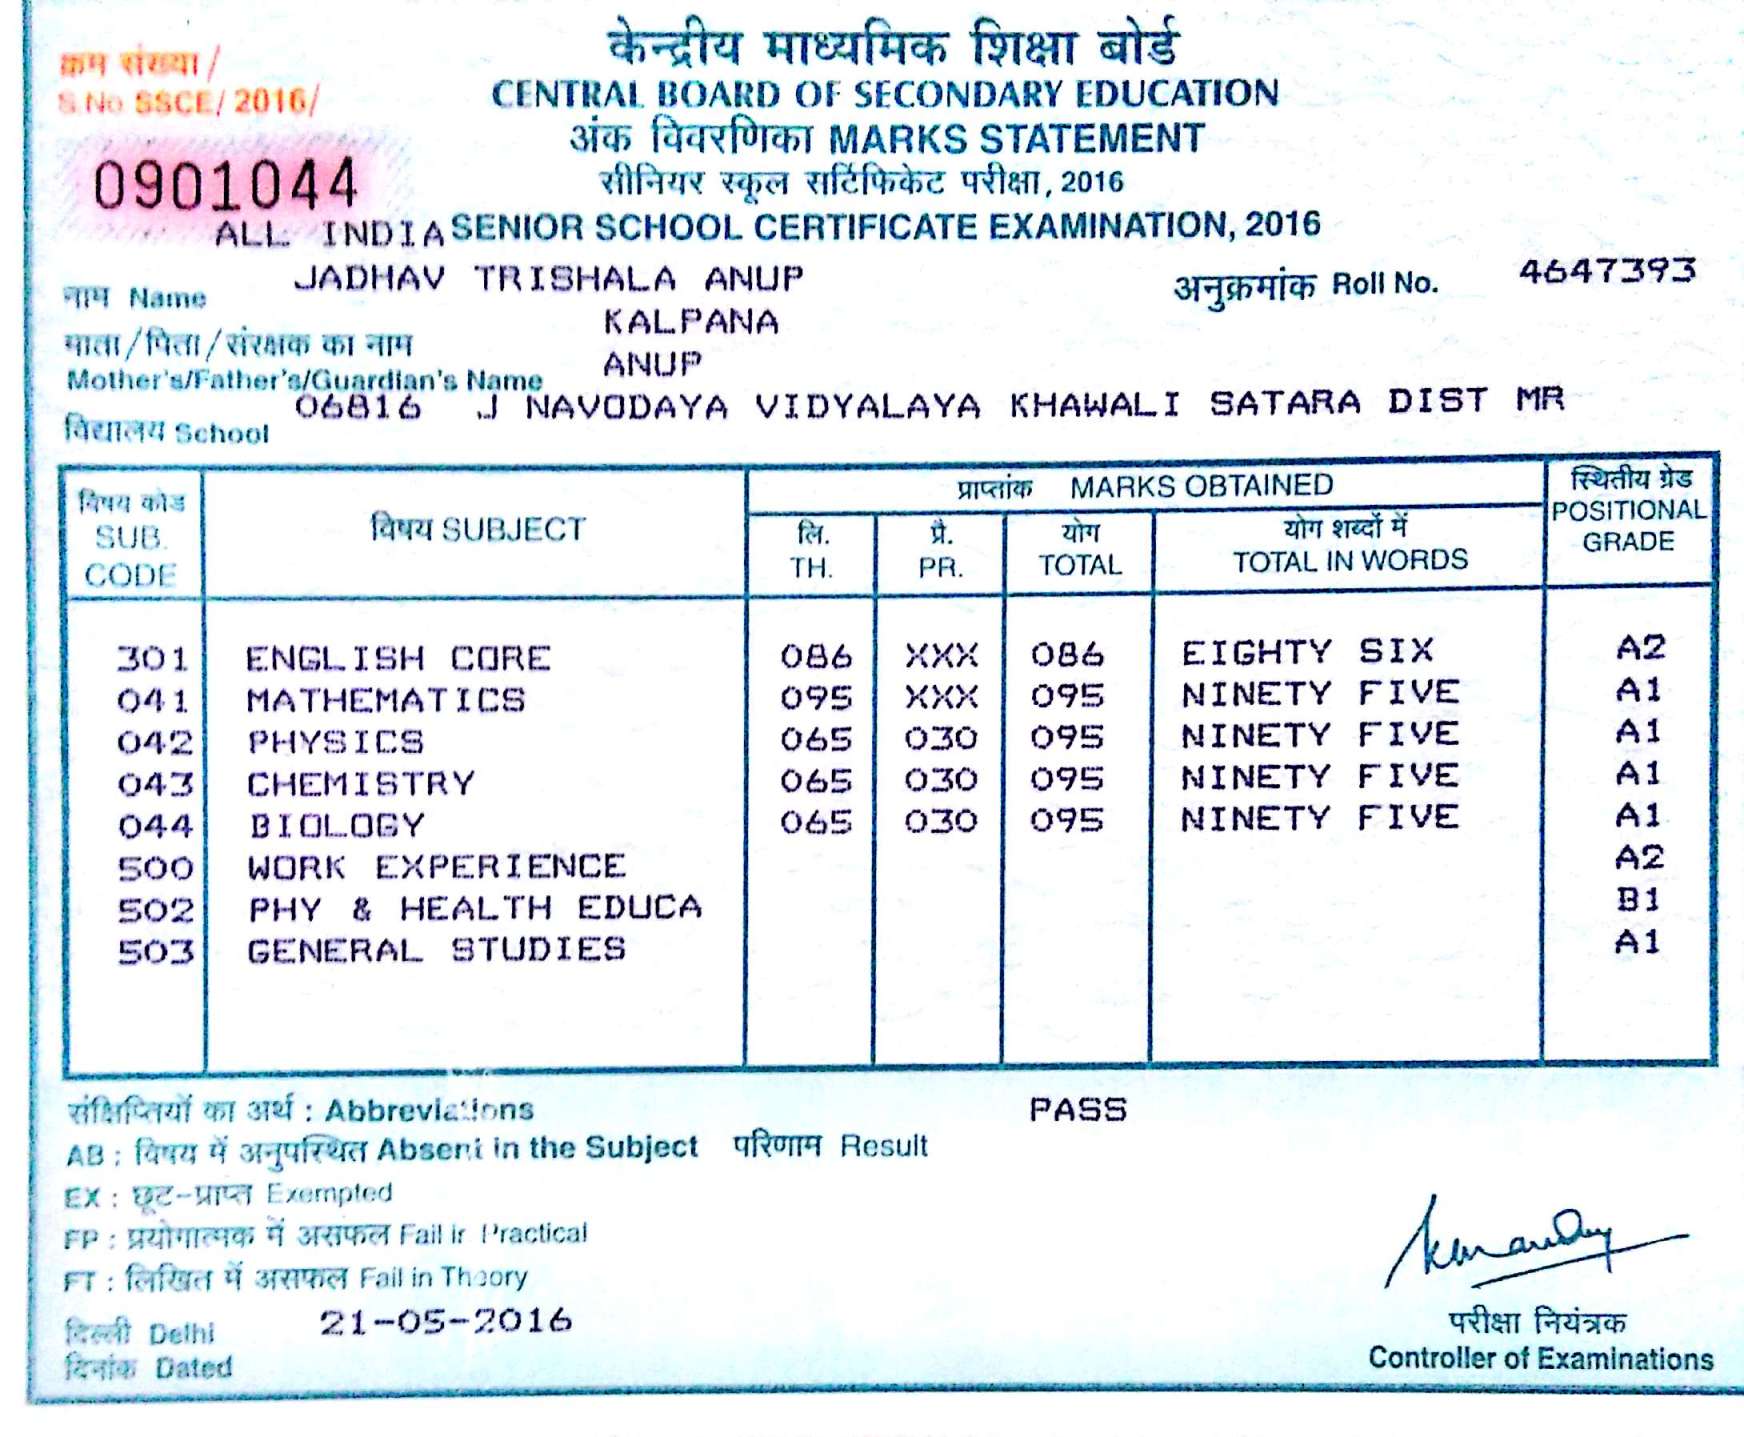 केन्द्रीय माध्यमिक शिक्षा बोर्ड
क्रम संख्या/
S.No SSCE/ 2016/
CENTRAL BOARD OF SECONDARY EDUCATION
अंक विवरणिका MARKS STATEMENT
0901044
सीनियर स्कूल सर्टिफिकेट परीक्षा, 2016
ALL INDIA SENIOR SCHOOL CERTIFICATE EXAMINATION, 2016
नाम Name JADHAV TRISHALA ANUP अनुक्रमांक Roll No. 4647393
KALPANA
माता/पिता/संरक्षक का नाम
ANUP
Mother's/Father's/Guardian's Name
06816 J NAVODAYA VIDYALAYA KHAWALI SATARA DIST MR
विद्यालय School
विषय कोड SUB. CODE
विषय SUBJECT
प्राप्तांक MARKS OBTAINED
स्थितीय ग्रेड POSITIONAL GRADE
लि. TH.
प्रै. PR.
योग TOTAL
योग शब्दों में TOTAL IN WORDS
301 ENGLISH CORE 086 XXX 086 EIGHTY SIX A2
041 MATHEMATICS 095 XXX 095 NINETY FIVE A1
042 PHYSICS 065 030 095 NINETY FIVE A1
043 CHEMISTRY 065 030 095 NINETY FIVE A1
044 BIOLOGY 065 030 095 NINETY FIVE A1
500 WORK EXPERIENCE A2
502 PHY & HEALTH EDUCA B1
503 GENERAL STUDIES A1
संक्षिप्तियों का अर्थ : Abbreviations
PASS
AB : विषय में अनुपस्थित Absent in the Subject परिणाम Result
EX : छूट-प्राप्त Exempted
FP : प्रयोगात्मक में असफल Fail in Practical
FT : लिखित में असफल Fail in Theory
दिल्ली Delhi 21-05-2016
दिनांक Dated
परीक्षा नियंत्रक
Controller of Examinations